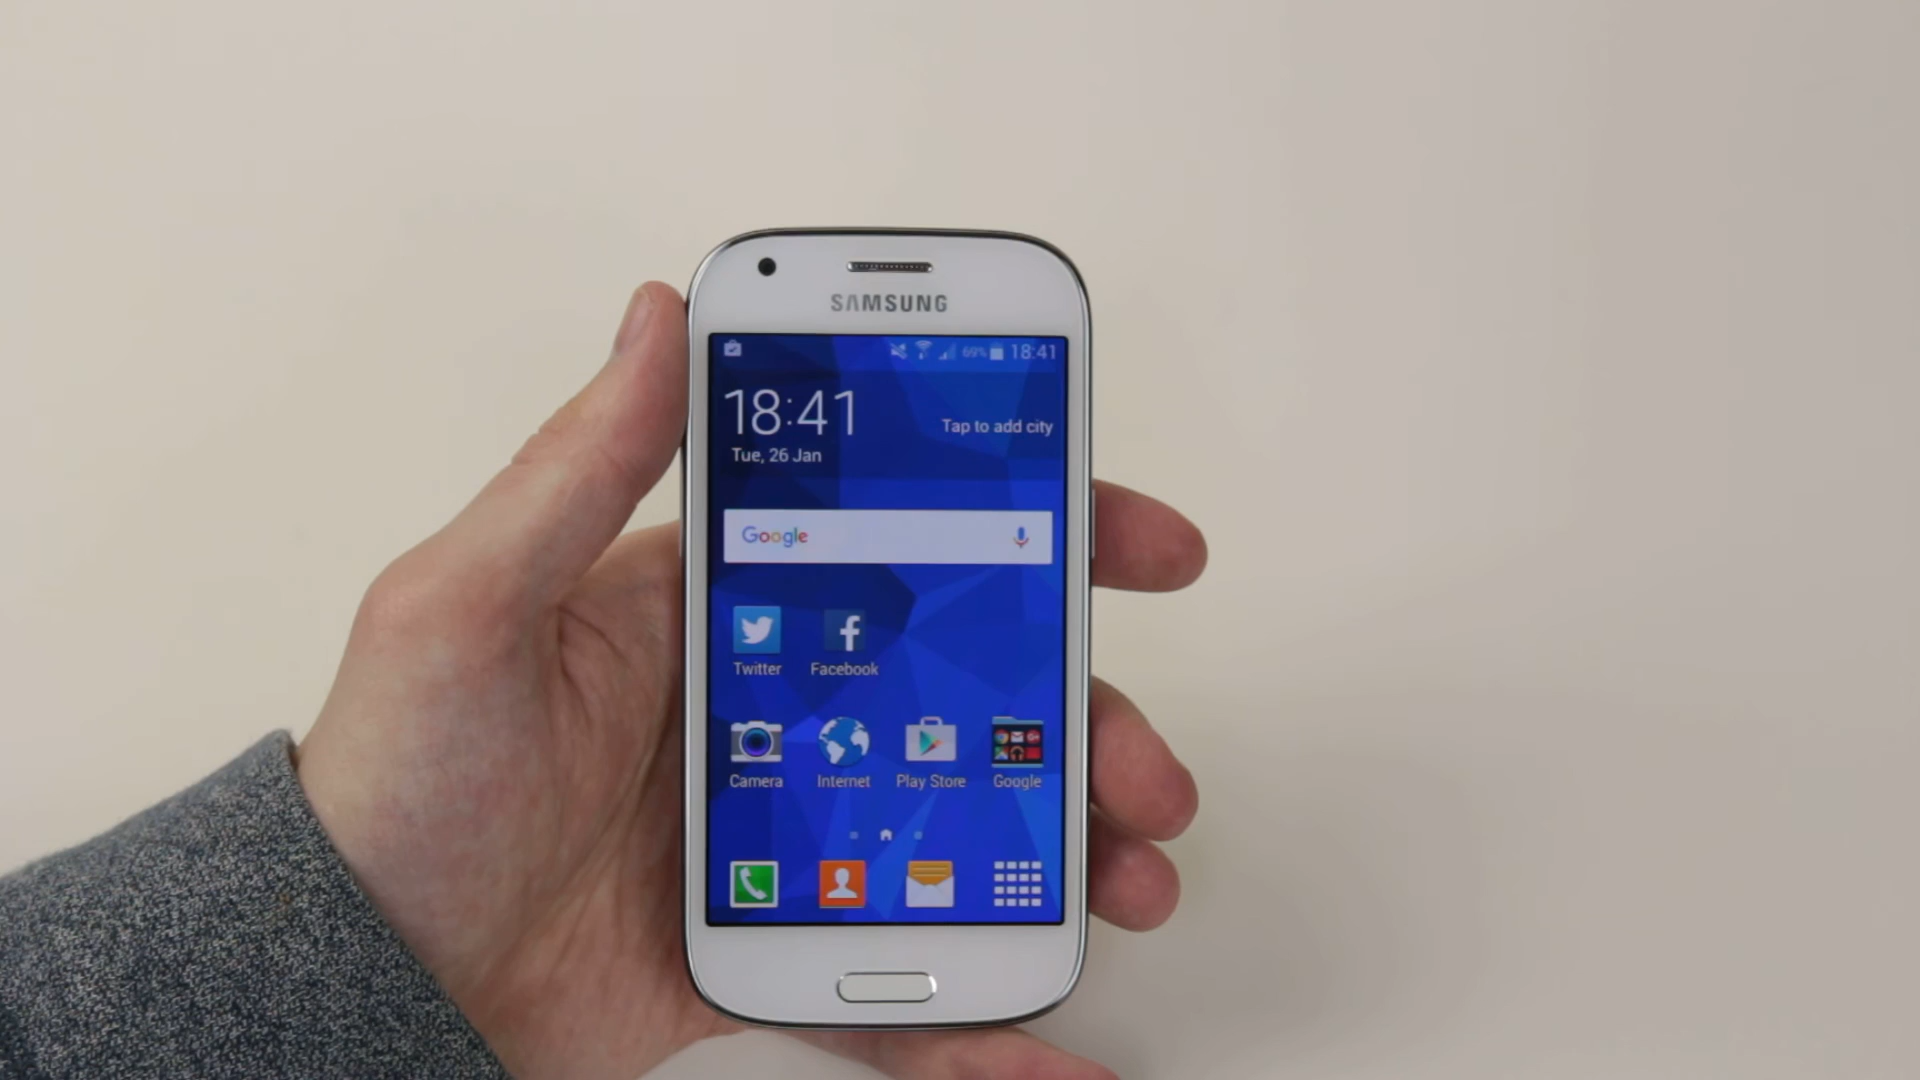 SAMSUNG
69% 18:41
18:41
Tap to add city
Tue, 26 Jan
Google
Twitter Facebook
Camera Internet Play Store Google